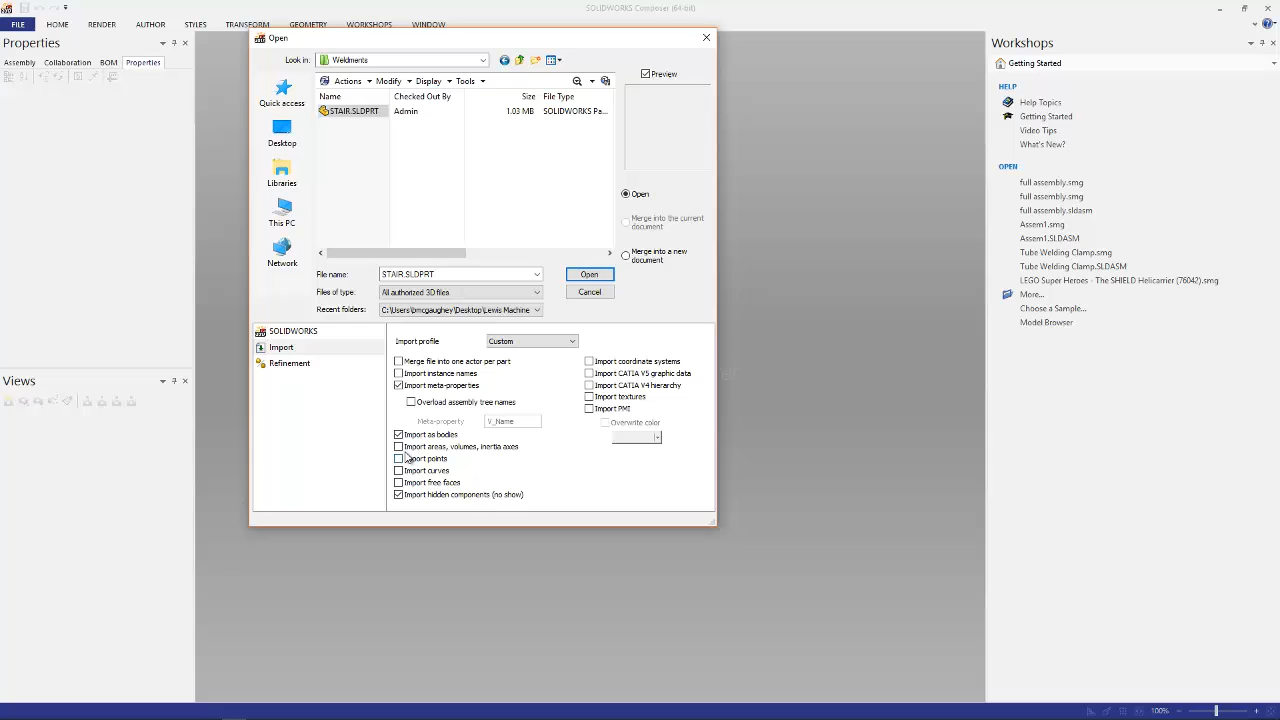 SOLIDWORKS Composer (64-bit)
FILE HOME RENDER AUTHOR STYLES TRANSFORM GEOMETRY WORKSHOPS WINDOW
Properties
Assembly Collaboration BOM Properties
Views
Open
Look in: Weldments
Actions Modify Display Tools
Name Checked Out By Size File Type
STAIR.SLDPRT Admin 1.03 MB SOLIDWORKS Pa...
Quick access
Desktop
Libraries
This PC
Network
Preview
Open
Merge into the current
document
Merge into a new
document
File name: STAIR.SLDPRT Open
Files of type: All authorized 3D files Cancel
Recent folders: C:\Users\bmcgaughey\Desktop\Lewis Machine
SOLIDWORKS
Import
Refinement
Import profile Custom
Merge file into one actor per part
Import instance names
Import meta-properties
Overload assembly tree names
Meta-property V_Name
Import as bodies
Import areas, volumes, inertia axes
Import points
Import curves
Import free faces
Import hidden components (no show)
Import coordinate systems
Import CATIA V5 graphic data
Import CATIA V4 hierarchy
Import textures
Import PMI
Overwrite color
Workshops
Getting Started
HELP
Help Topics
Getting Started
Video Tips
What's New?
OPEN
full assembly.smg
full assembly.smg
full assembly.sldasm
Assem1.smg
Assem1.SLDASM
Tube Welding Clamp.smg
Tube Welding Clamp.SLDASM
LEGO Super Heroes - The SHIELD Helicarrier (76042).smg
More...
Choose a Sample...
Model Browser
100%